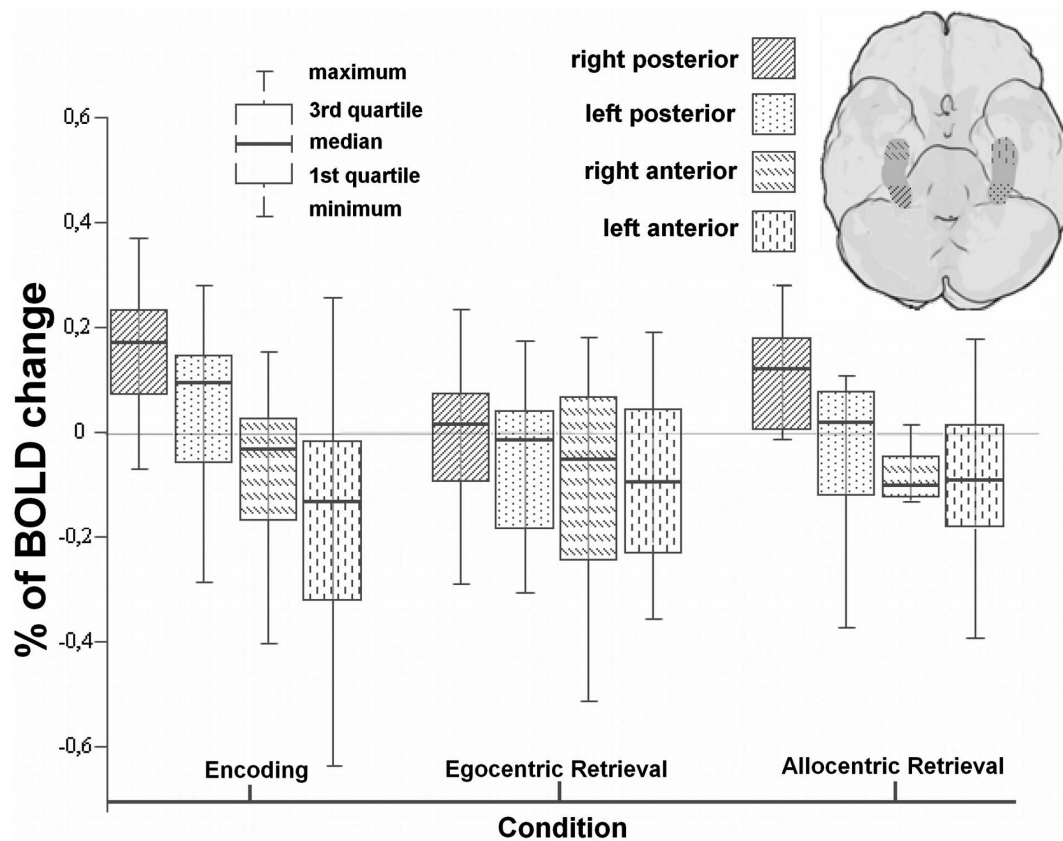 maximum
3rd quartile
median
1st quartile
minimum
right posterior
left posterior
right anterior
left anterior
% of BOLD change
0,6
0,4
0,2
0
-0,2
-0,4
-0,6
Encoding
Egocentric Retrieval
Allocentric Retrieval
Condition